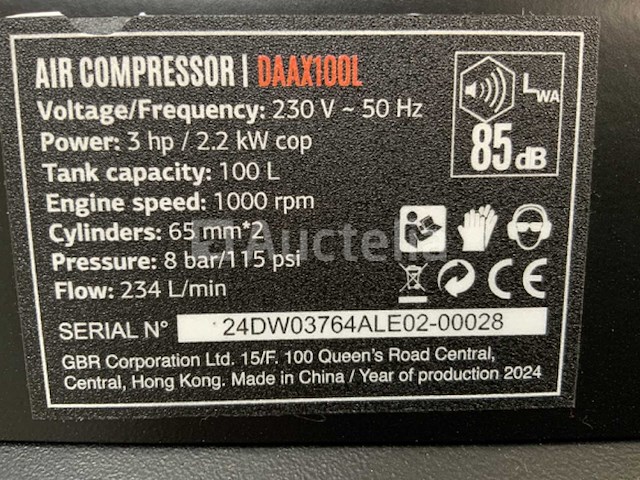 AIR COMPRESSOR | DAAX100L
Voltage/Frequency: 230 V ~ 50 Hz
Power: 3 hp / 2.2 kW cop
Tank capacity: 100 L
Engine speed: 1000 rpm
Cylinders: 65 mm*2
Pressure: 8 bar/115 psi
Flow: 234 L/min
LWA
85 dB
CE
Auctelia
SERIAL N° 24DW03764ALE02-00028
GBR Corporation Ltd. 15/F. 100 Queen's Road Central,
Central, Hong Kong. Made in China / Year of production 2024